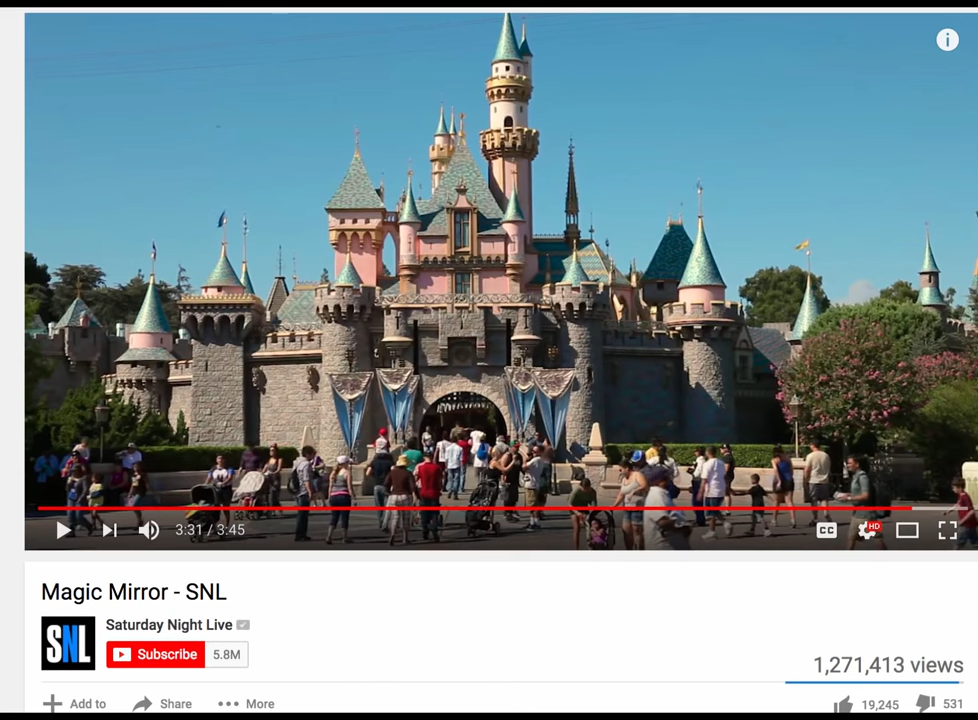 i
3:31 / 3:45
CC
HD
Magic Mirror - SNL
SNL
Saturday Night Live
Subscribe 5.8M
1,271,413 views
Add to Share More
19,245 531